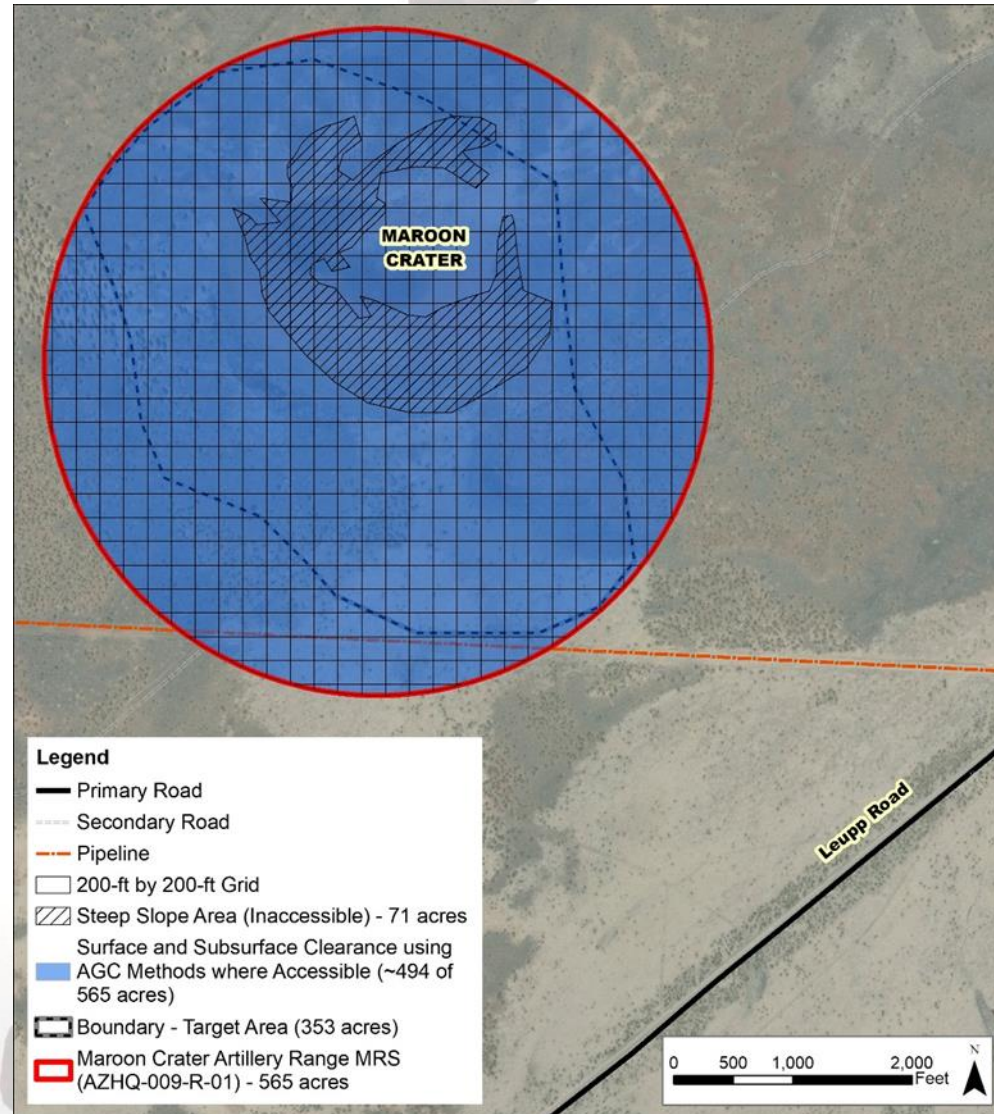 MAROON
CRATER
Leupp Road
Legend
Primary Road
Secondary Road
Pipeline
200-ft by 200-ft Grid
Steep Slope Area (Inaccessible) - 71 acres
Surface and Subsurface Clearance using
AGC Methods where Accessible (~494 of
565 acres)
Boundary - Target Area (353 acres)
Maroon Crater Artillery Range MRS
(AZHQ-009-R-01) - 565 acres
0 500 1,000 2,000
Feet
N